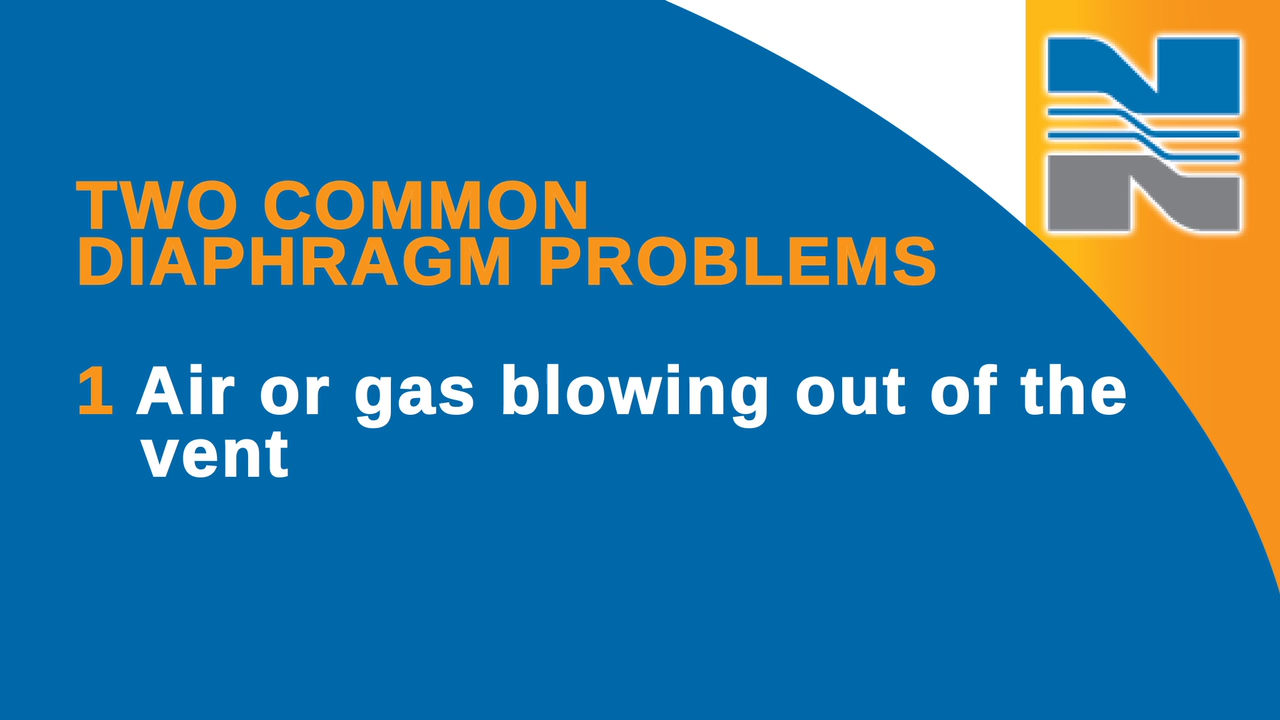 TWO COMMON
DIAPHRAGM PROBLEMS
1 Air or gas blowing out of the
vent